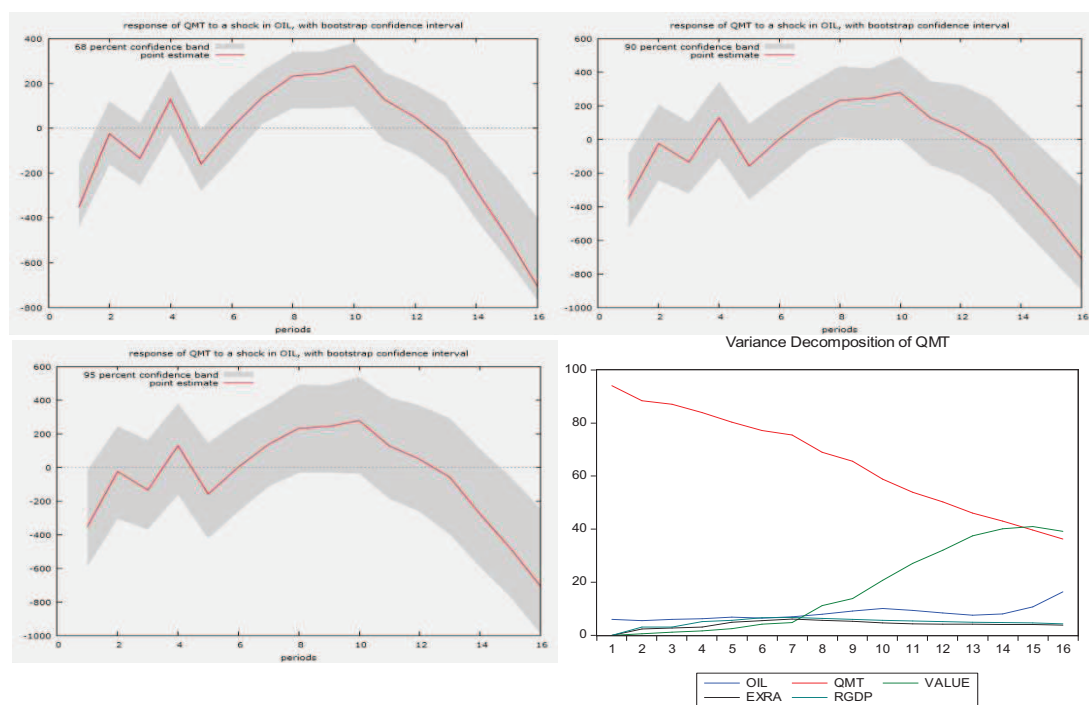 response of QMT to a shock in OIL, with bootstrap confidence interval
400
200
0
-200
-400
-600
-800
68 percent confidence band
point estimate
0 2 4 6 8 10 12 14 16
periods
response of QMT to a shock in OIL, with bootstrap confidence interval
600
400
200
0
-200
-400
-600
-800
-1000
90 percent confidence band
point estimate
0 2 4 6 8 10 12 14 16
periods
response of QMT to a shock in OIL, with bootstrap confidence interval
600
400
200
0
-200
-400
-600
-800
-1000
95 percent confidence band
point estimate
0 2 4 6 8 10 12 14 16
periods
Variance Decomposition of QMT
100
80
60
40
20
0
1 2 3 4 5 6 7 8 9 10 11 12 13 14 15 16
OIL QMT VALUE
EXRA RGDP